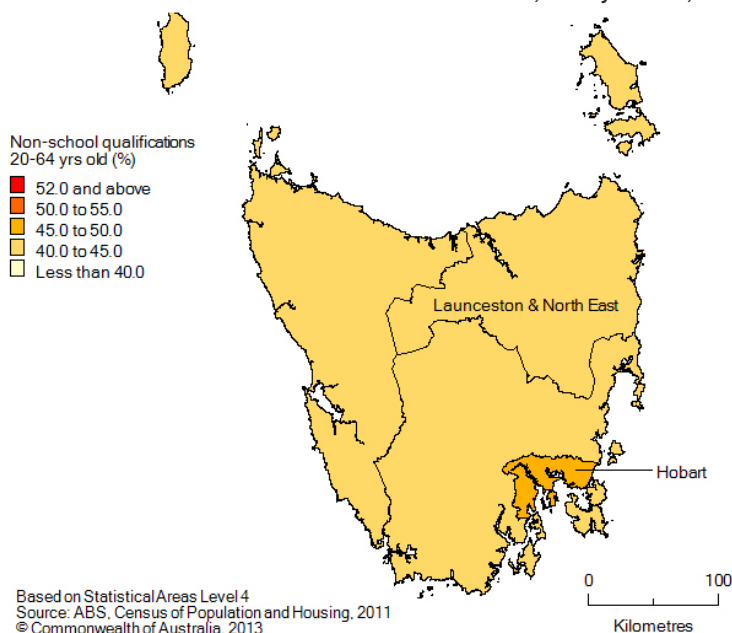 Non-school qualifications
20-64 yrs old (%)
52.0 and above
50.0 to 55.0
45.0 to 50.0
40.0 to 45.0
Less than 40.0
Launceston & North East
Hobart
0 100
Kilometres
Based on Statistical Areas Level 4
Source: ABS, Census of Population and Housing, 2011
© Commonwealth of Australia, 2013